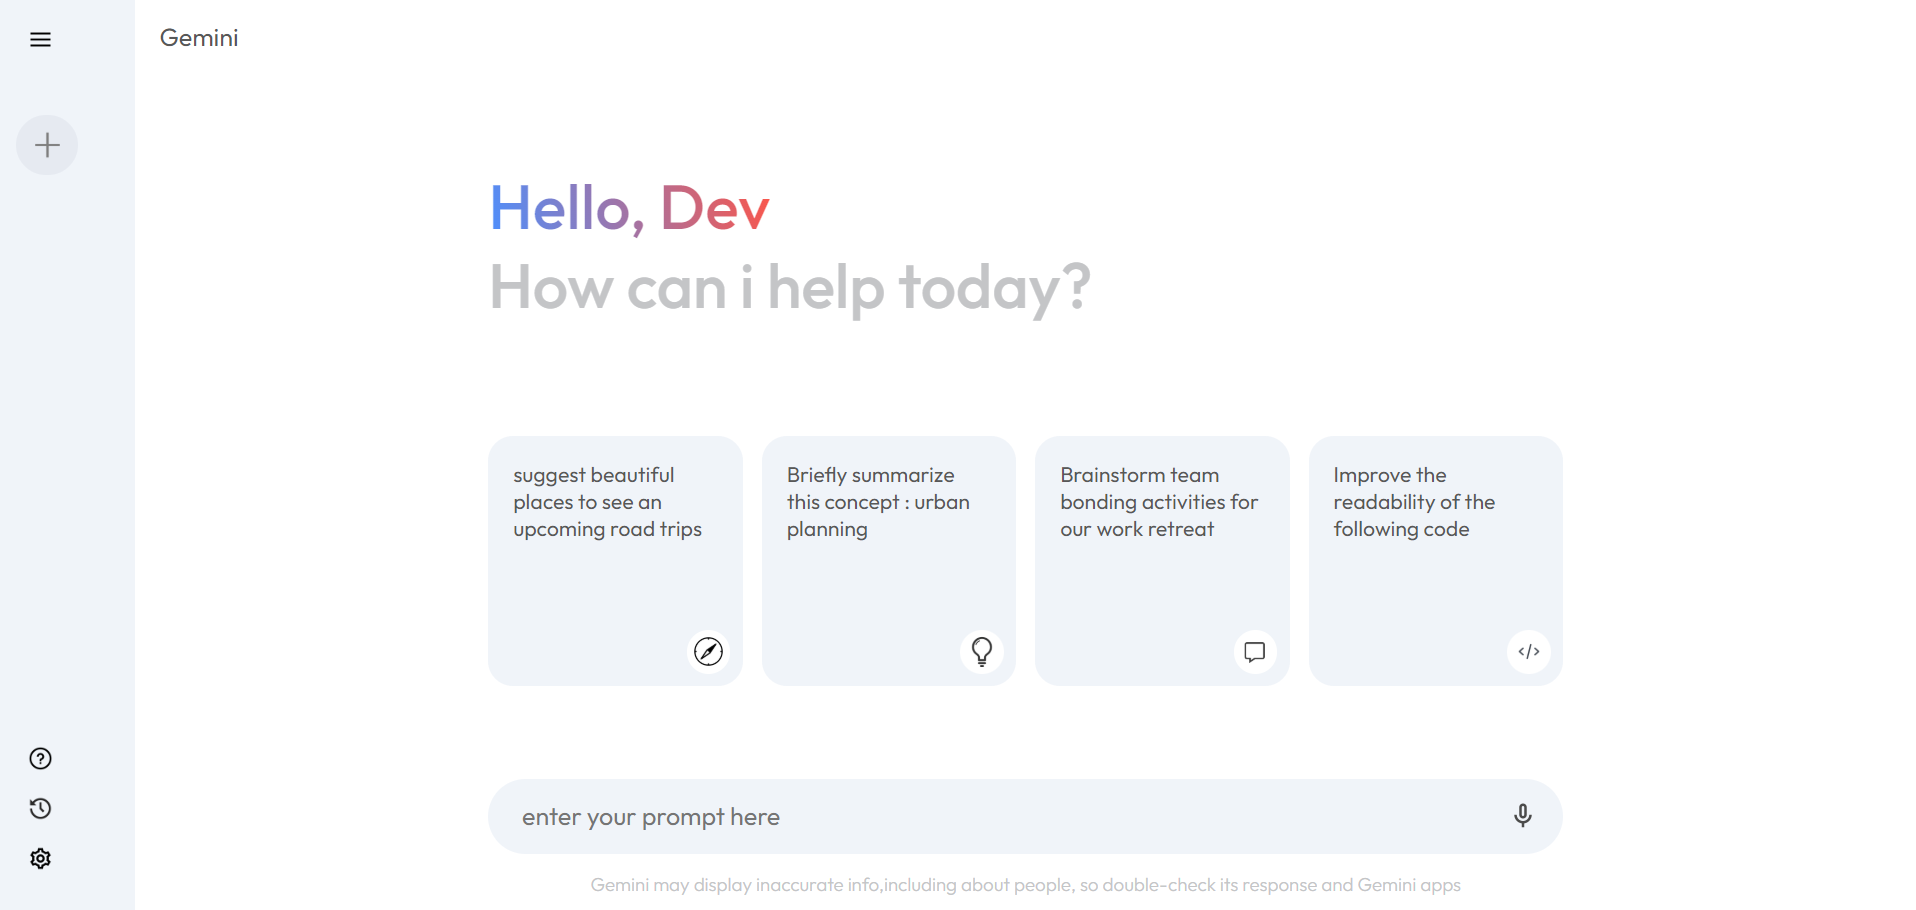 Gemini
Hello, Dev
How can i help today?
suggest beautiful
places to see an
upcoming road trips
Briefly summarize
this concept : urban
planning
Brainstorm team
bonding activities for
our work retreat
Improve the
readability of the
following code
enter your prompt here
Gemini may display inaccurate info,including about people, so double-check its response and Gemini apps